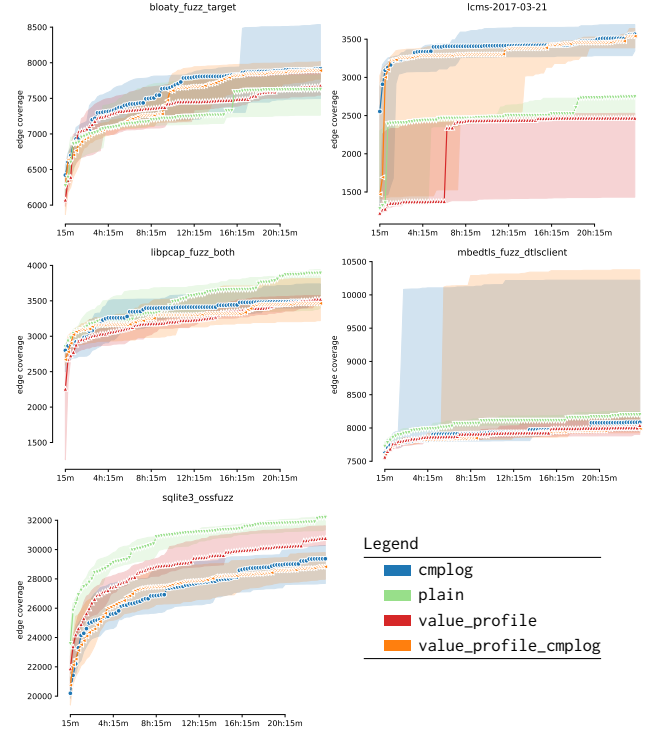 bloaty_fuzz_target
8500
8000
7500
7000
6500
6000
edge coverage
15m 4h:15m 8h:15m 12h:15m 16h:15m 20h:15m
lcms-2017-03-21
3500
3000
2500
2000
1500
edge coverage
15m 4h:15m 8h:15m 12h:15m 16h:15m 20h:15m
libpcap_fuzz_both
4000
3500
3000
2500
2000
1500
edge coverage
15m 4h:15m 8h:15m 12h:15m 16h:15m 20h:15m
mbedtls_fuzz_dtlsclient
10500
10000
9500
9000
8500
8000
7500
edge coverage
15m 4h:15m 8h:15m 12h:15m 16h:15m 20h:15m
sqlite3_ossfuzz
32000
30000
28000
26000
24000
22000
20000
edge coverage
15m 4h:15m 8h:15m 12h:15m 16h:15m 20h:15m
Legend
cmplog
plain
value_profile
value_profile_cmplog